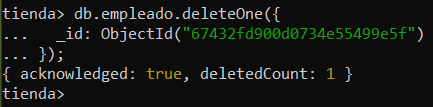 tienda> db.empleado.deleteOne({
...   _id: ObjectId("67432fd900d0734e55499e5f")
... });
{ acknowledged: true, deletedCount: 1 }
tienda>